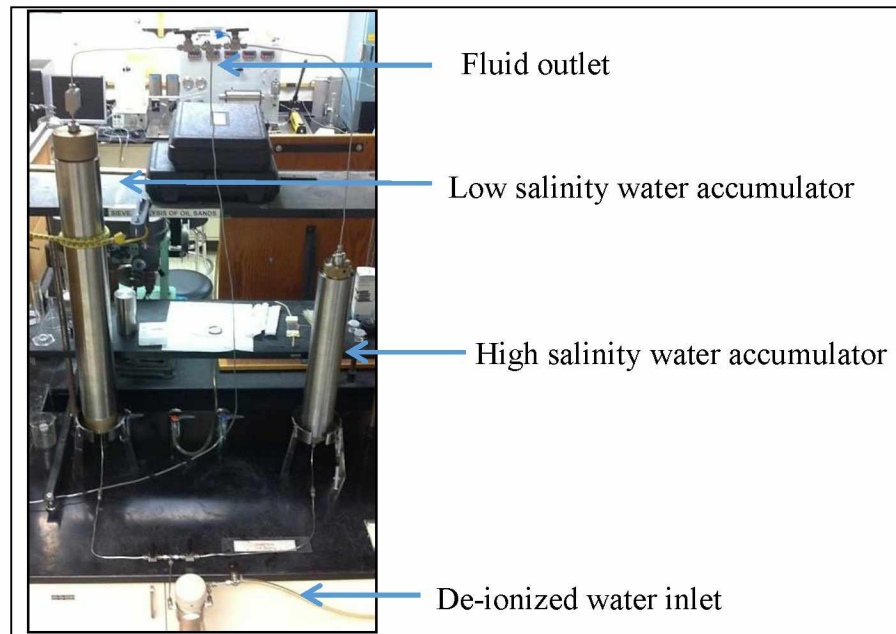 Fluid outlet
Low salinity water accumulator
SIEVE ANALYSIS OF OIL SANDS
High salinity water accumulator
De-ionized water inlet